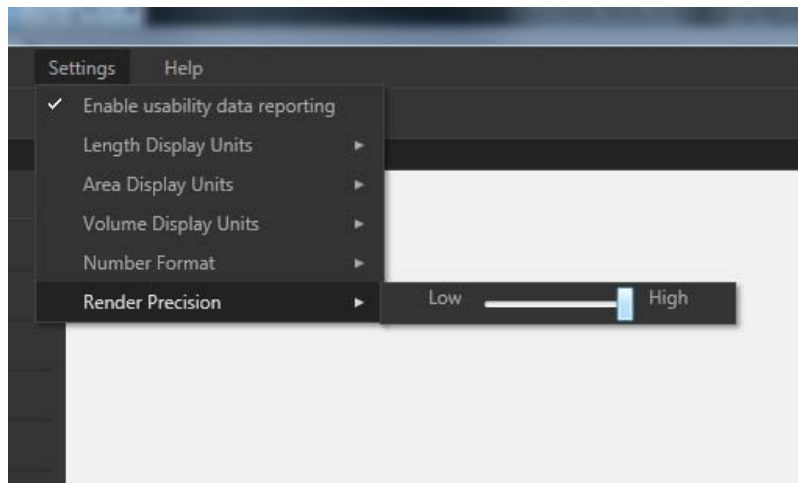 Settings Help
Enable usability data reporting
Length Display Units
Area Display Units
Volume Display Units
Number Format
Render Precision
Low High